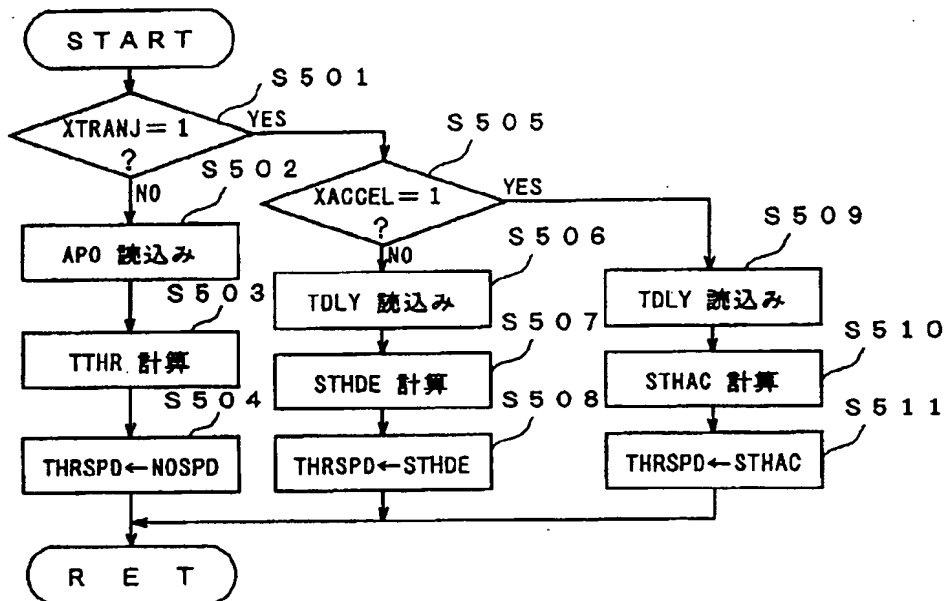 START
S501
XTRANJ=1
?
YES
NO
S502
APO 読込み
S503
TTHR 計算
S504
THRSPD←NOSPD
S505
XACCEL=1
?
YES
NO
S506
TDLY 読込み
S507
STHDE 計算
S508
THRSPD←STHDE
S509
TDLY 読込み
S510
STHAC 計算
S511
THRSPD←STHAC
RET